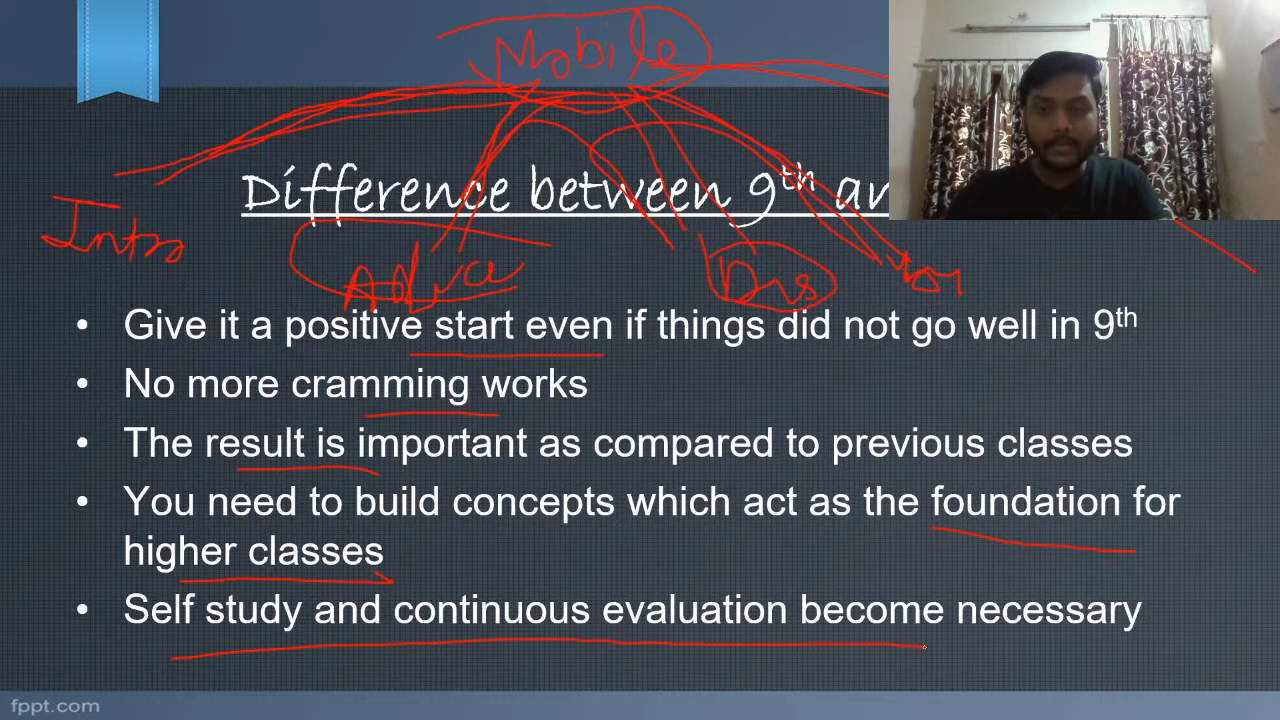 Mobile
Difference between 9th an
Intro
Advice
Dis
Give it a positive start even if things did not go well in 9th
No more cramming works
The result is important as compared to previous classes
You need to build concepts which act as the foundation for
higher classes
Self study and continuous evaluation become necessary
fppt.com